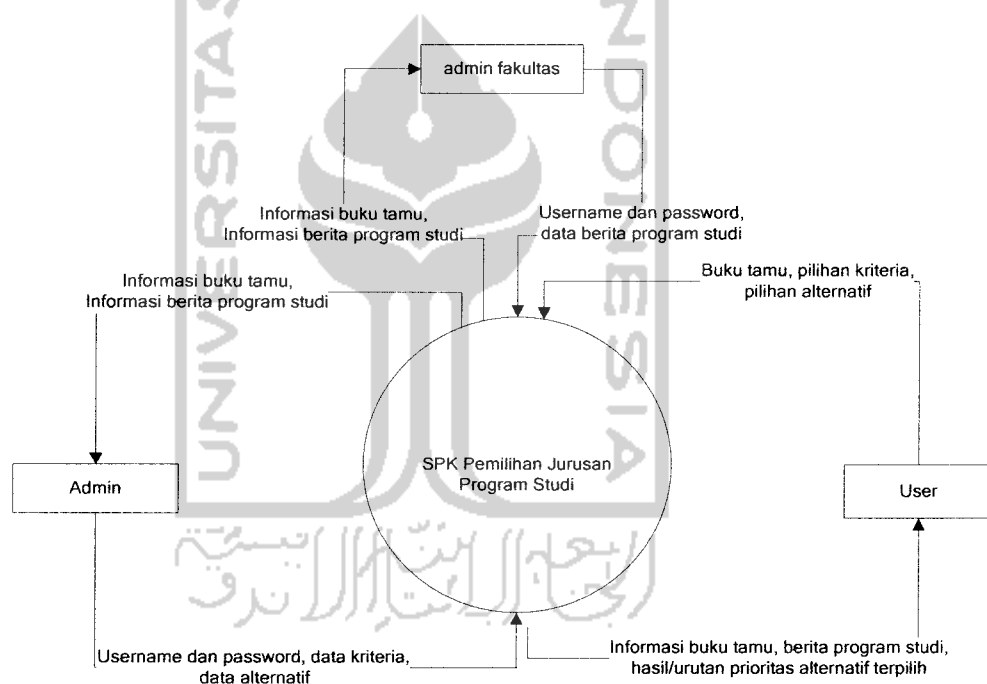 UNIVERSITAS
NDONESIA
admin fakultas
Informasi buku tamu,
Informasi berita program studi
Username dan password,
data berita program studi
Informasi buku tamu,
Informasi berita program studi
Buku tamu, pilihan kriteria,
pilihan alternatif
SPK Pemilihan Jurusan
Program Studi
Admin
User
Username dan password, data kriteria,
data alternatif
Informasi buku tamu, berita program studi,
hasil/urutan prioritas alternatif terpilih